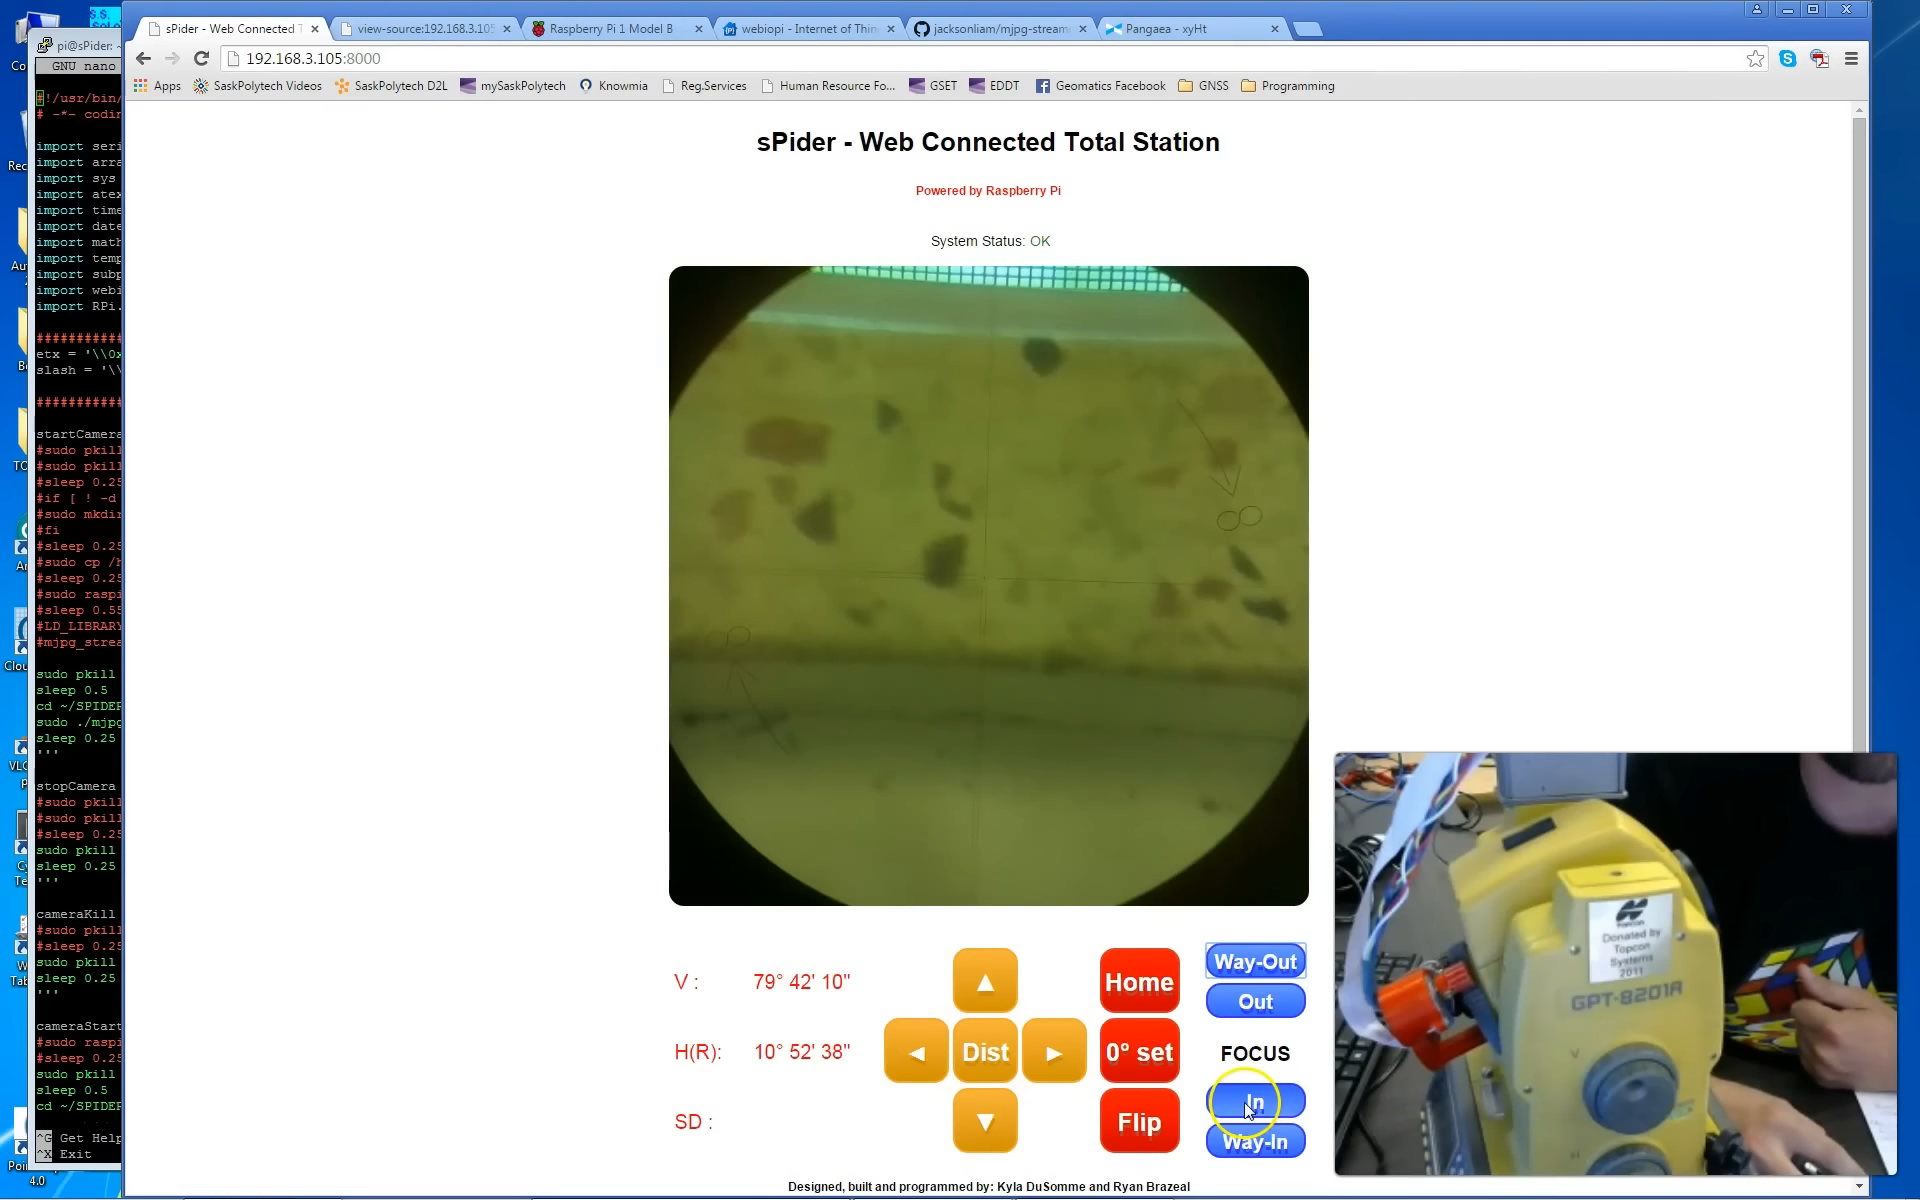 S.S.
sPider - Web Connected T
view-source:192.168.3.105
Raspberry Pi 1 Model B
webiopi - Internet of Thin
jacksonliam/mjpg-stream
Pangaea - xyHt
192.168.3.105:8000
Apps
SaskPolytech Videos
SaskPolytech D2L
mySaskPolytech
Knowmia
Reg.Services
Human Resource Fo...
GSET
EDDT
Geomatics Facebook
GNSS
Programming
pi@sPider: ~
GNU nano
#!/usr/bin/
# -*- codin
import seri
import arra
import sys
import atex
import time
import date
import math
import temp
import subp
import webi
import RPi.
###########
etx = '\\0x
slash = '\\
###########
startCamera
#sudo pkill
#sudo pkill
#sleep 0.25
#if [ ! -d
#sudo mkdir
#fi
#sleep 0.25
#sudo cp /h
#sleep 0.25
#sudo raspi
#sleep 0.55
#LD_LIBRARY
#mjpg_strea
sudo pkill
sleep 0.5
cd ~/SPIDER
sudo ./mjpg
sleep 0.25
'''
stopCamera
#sudo pkill
#sudo pkill
#sleep 0.25
sudo pkill
sleep 0.25
'''
cameraKill
#sudo pkill
#sleep 0.25
sudo pkill
sleep 0.25
'''
cameraStart
#sudo raspi
#sleep 0.25
sudo pkill
sleep 0.5
cd ~/SPIDER
^G Get Help
^X Exit
4.0
sPider - Web Connected Total Station
Powered by Raspberry Pi
System Status: OK
V : 79° 42' 10"
H(R): 10° 52' 38"
SD :
▲
◄ Dist ►
▼
Home
0° set
Flip
Way-Out
Out
FOCUS
In
Way-In
Designed, built and programmed by: Kyla DuSomme and Ryan Brazeal
Topcon
Donated by
Topcon
Systems
2011
GPT-8201A
V